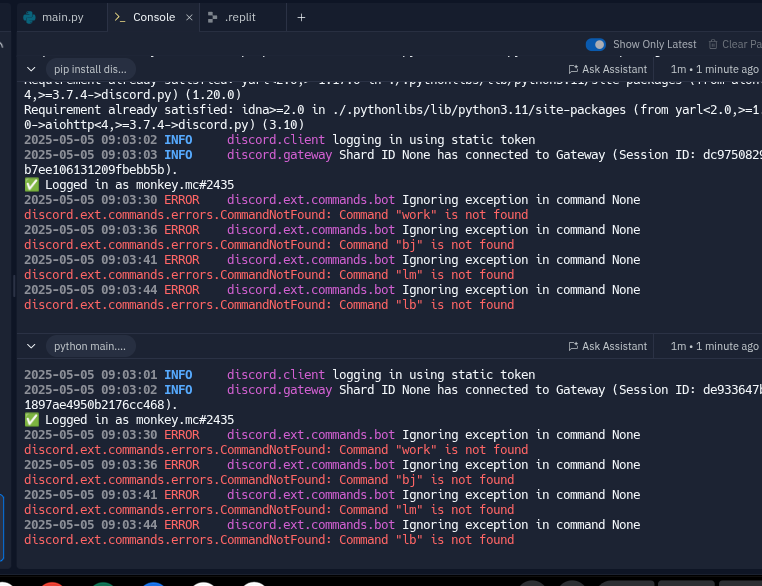 main.py
Console
.replit
Show Only Latest
Clear Pa
pip install dis...
Ask Assistant
1m • 1 minute ago
4,>=3.7.4->discord.py) (1.20.0)
Requirement already satisfied: idna>=2.0 in ./.pythonlibs/lib/python3.11/site-packages (from yarl<2.0,>=1
0->aiohttp<4,>=3.7.4->discord.py) (3.10)
2025-05-05 09:03:02 INFO discord.client logging in using static token
2025-05-05 09:03:03 INFO discord.gateway Shard ID None has connected to Gateway (Session ID: dc9750829
b7ee106131209fbebb5b).
✅ Logged in as monkey.mc#2435
2025-05-05 09:03:30 ERROR discord.ext.commands.bot Ignoring exception in command None
discord.ext.commands.errors.CommandNotFound: Command "work" is not found
2025-05-05 09:03:36 ERROR discord.ext.commands.bot Ignoring exception in command None
discord.ext.commands.errors.CommandNotFound: Command "bj" is not found
2025-05-05 09:03:41 ERROR discord.ext.commands.bot Ignoring exception in command None
discord.ext.commands.errors.CommandNotFound: Command "lm" is not found
2025-05-05 09:03:44 ERROR discord.ext.commands.bot Ignoring exception in command None
discord.ext.commands.errors.CommandNotFound: Command "lb" is not found
python main....
Ask Assistant
1m • 1 minute ago
2025-05-05 09:03:01 INFO discord.client logging in using static token
2025-05-05 09:03:02 INFO discord.gateway Shard ID None has connected to Gateway (Session ID: de933647b
1897ae4950b2176cc468).
✅ Logged in as monkey.mc#2435
2025-05-05 09:03:30 ERROR discord.ext.commands.bot Ignoring exception in command None
discord.ext.commands.errors.CommandNotFound: Command "work" is not found
2025-05-05 09:03:36 ERROR discord.ext.commands.bot Ignoring exception in command None
discord.ext.commands.errors.CommandNotFound: Command "bj" is not found
2025-05-05 09:03:41 ERROR discord.ext.commands.bot Ignoring exception in command None
discord.ext.commands.errors.CommandNotFound: Command "lm" is not found
2025-05-05 09:03:44 ERROR discord.ext.commands.bot Ignoring exception in command None
discord.ext.commands.errors.CommandNotFound: Command "lb" is not found